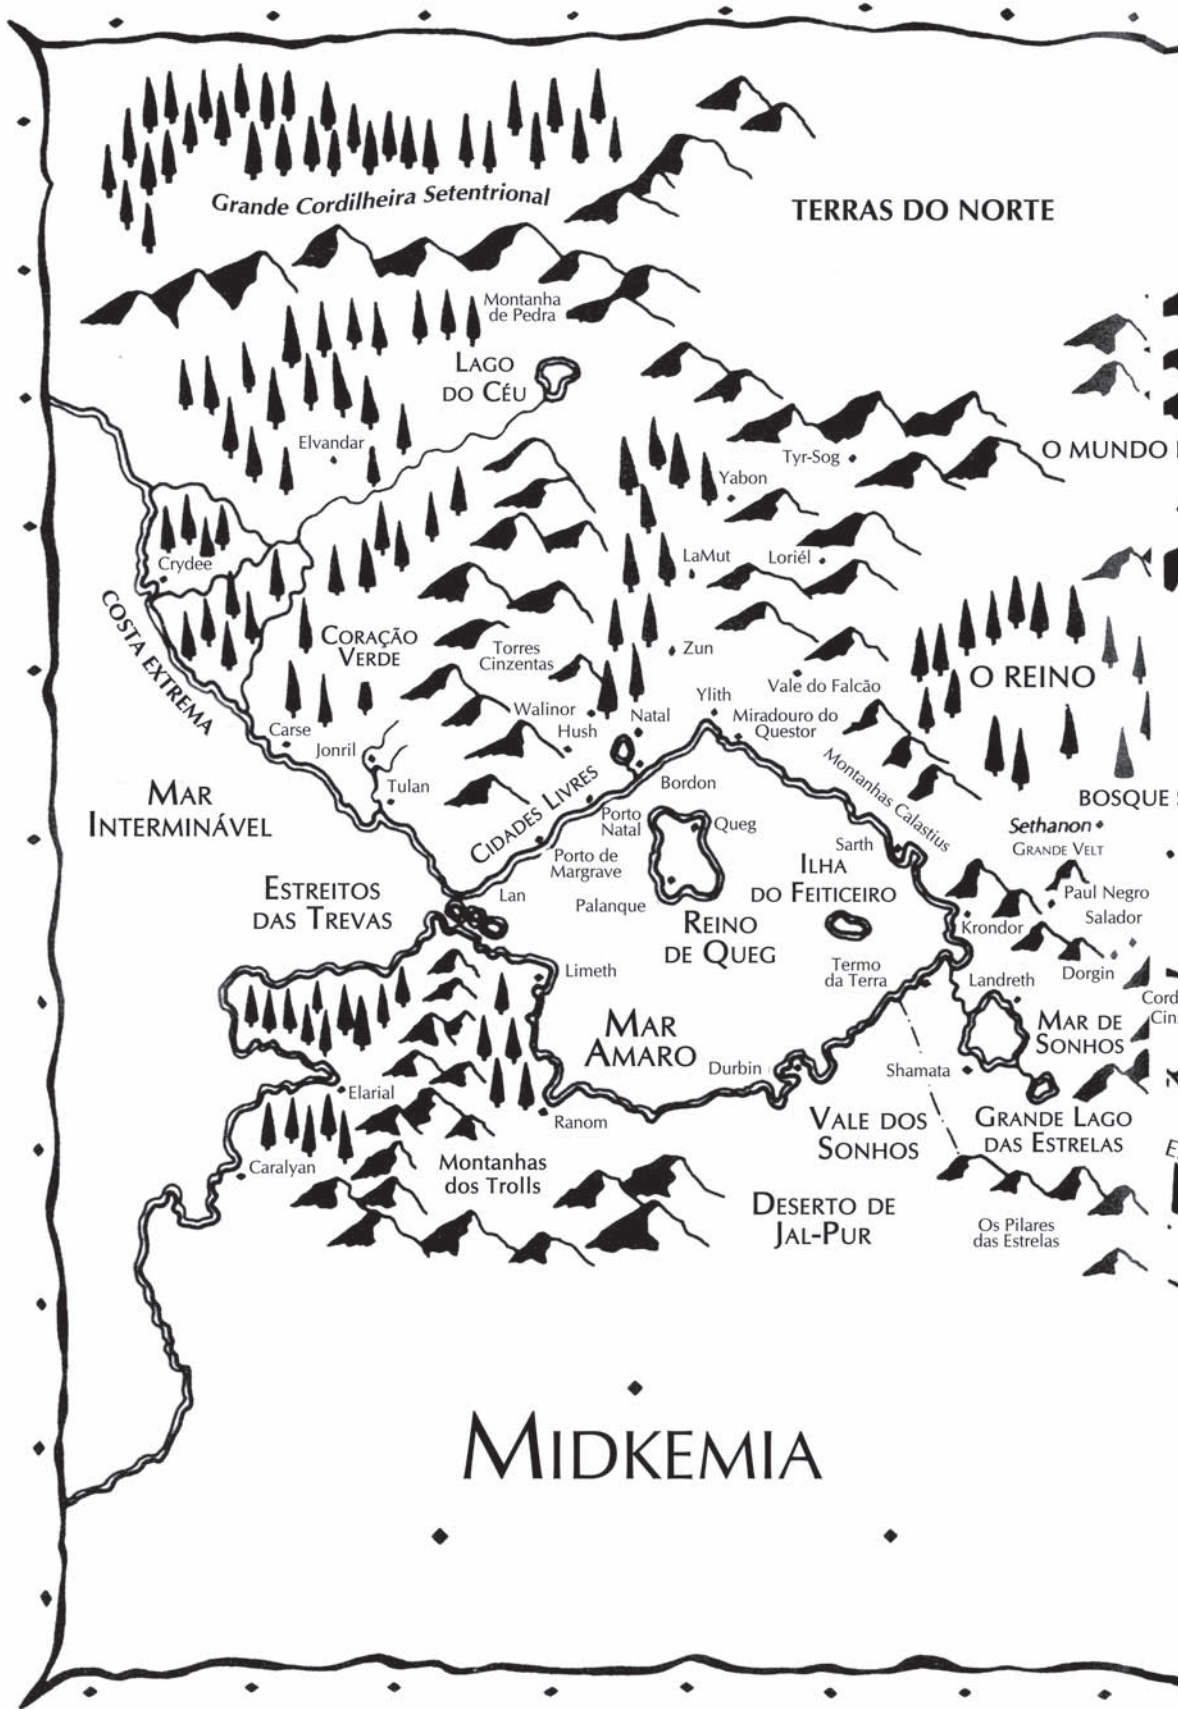 Grande Cordilheira Setentrional
TERRAS DO NORTE
Montanha
de Pedra
LAGO
DO CÉU
Elvandar
Tyr-Sog
O MUNDO
Yabon
Crydee
LaMut
Loriél
COSTA EXTREMA
CORAÇÃO
VERDE
Torres
Cinzentas
Zun
O REINO
Vale do Falcão
Walinor
Ylith
Natal
Hush
Miradouro do
Questor
Carse
Jonril
Montanhas Calastius
Tulan
CIDADES LIVRES
Bordon
MAR
INTERMINÁVEL
BOSQUE
Porto
Natal
Queg
Sethanon
GRANDE VELT
Sarth
Porto de
Margrave
ILHA
DO FEITICEIRO
ESTREITOS
DAS TREVAS
Lan
Palanque
Paul Negro
Salador
REINO
DE QUEG
Krondor
Limeth
Termo
da Terra
Landreth
Dorgin
Cord
Cin
MAR
AMARO
MAR DE
SONHOS
Durbin
Shamata
Elarial
Ranom
VALE DOS
SONHOS
GRANDE LAGO
DAS ESTRELAS
Caralyan
Montanhas
dos Trolls
DESERTO DE
JAL-PUR
Os Pilares
das Estrelas
MIDKEMIA